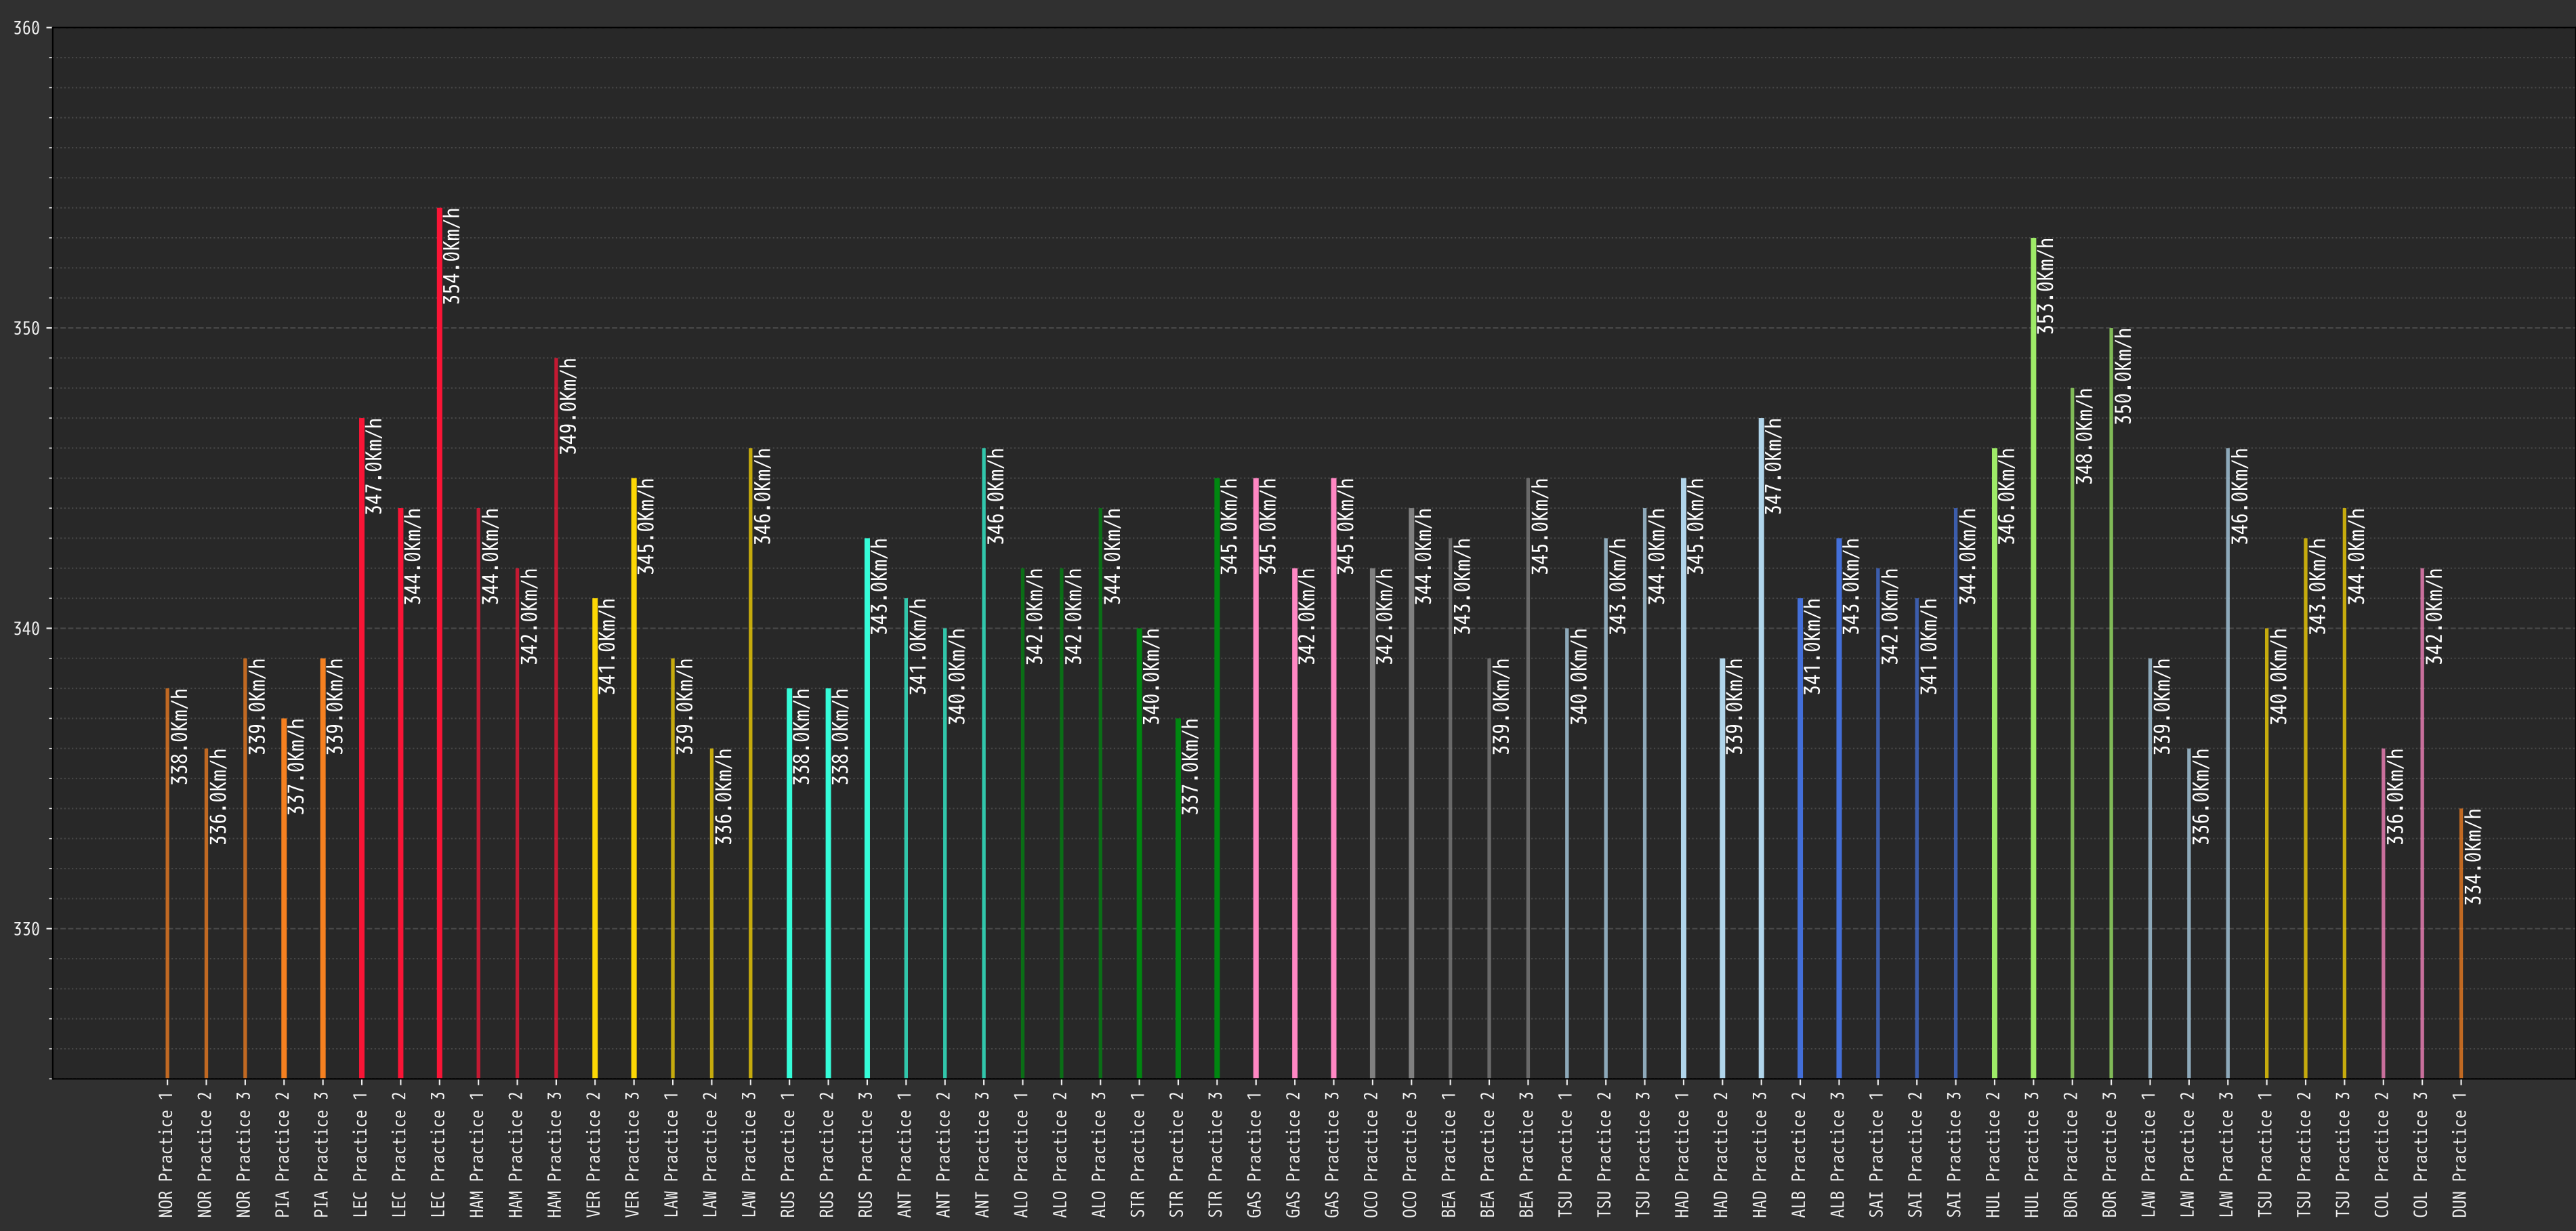 360
350
340
330
338.0Km/h
336.0Km/h
339.0Km/h
337.0Km/h
339.0Km/h
347.0Km/h
344.0Km/h
354.0Km/h
344.0Km/h
342.0Km/h
349.0Km/h
341.0Km/h
345.0Km/h
339.0Km/h
336.0Km/h
346.0Km/h
338.0Km/h
338.0Km/h
343.0Km/h
341.0Km/h
340.0Km/h
346.0Km/h
342.0Km/h
342.0Km/h
344.0Km/h
340.0Km/h
337.0Km/h
345.0Km/h
345.0Km/h
342.0Km/h
345.0Km/h
342.0Km/h
344.0Km/h
343.0Km/h
339.0Km/h
345.0Km/h
340.0Km/h
343.0Km/h
344.0Km/h
345.0Km/h
339.0Km/h
347.0Km/h
341.0Km/h
343.0Km/h
342.0Km/h
341.0Km/h
344.0Km/h
346.0Km/h
353.0Km/h
348.0Km/h
350.0Km/h
339.0Km/h
336.0Km/h
346.0Km/h
340.0Km/h
343.0Km/h
344.0Km/h
336.0Km/h
342.0Km/h
334.0Km/h
NOR Practice 1
NOR Practice 2
NOR Practice 3
PIA Practice 2
PIA Practice 3
LEC Practice 1
LEC Practice 2
LEC Practice 3
HAM Practice 1
HAM Practice 2
HAM Practice 3
VER Practice 2
VER Practice 3
LAW Practice 1
LAW Practice 2
LAW Practice 3
RUS Practice 1
RUS Practice 2
RUS Practice 3
ANT Practice 1
ANT Practice 2
ANT Practice 3
ALO Practice 1
ALO Practice 2
ALO Practice 3
STR Practice 1
STR Practice 2
STR Practice 3
GAS Practice 1
GAS Practice 2
GAS Practice 3
OCO Practice 2
OCO Practice 3
BEA Practice 1
BEA Practice 2
BEA Practice 3
TSU Practice 1
TSU Practice 2
TSU Practice 3
HAD Practice 1
HAD Practice 2
HAD Practice 3
ALB Practice 2
ALB Practice 3
SAI Practice 1
SAI Practice 2
SAI Practice 3
HUL Practice 2
HUL Practice 3
BOR Practice 2
BOR Practice 3
LAW Practice 1
LAW Practice 2
LAW Practice 3
TSU Practice 1
TSU Practice 2
TSU Practice 3
COL Practice 2
COL Practice 3
DUN Practice 1